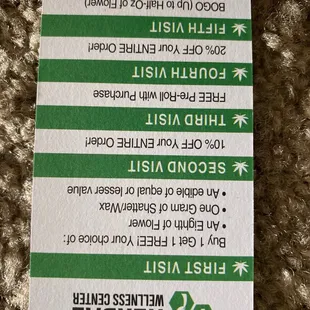 WELLNESS CENTER
FIRST VISIT
Buy 1 Get 1 FREE! Your choice of:
• An Eighth of Flower
• One Gram of Shatter/Wax
• An edible of equal or lesser value
SECOND VISIT
10% OFF Your ENTIRE Order!
THIRD VISIT
FREE Pre-Roll with Purchase
FOURTH VISIT
20% OFF Your ENTIRE Order!
FIFTH VISIT
BOGO (Up to Half-Oz of Flower)